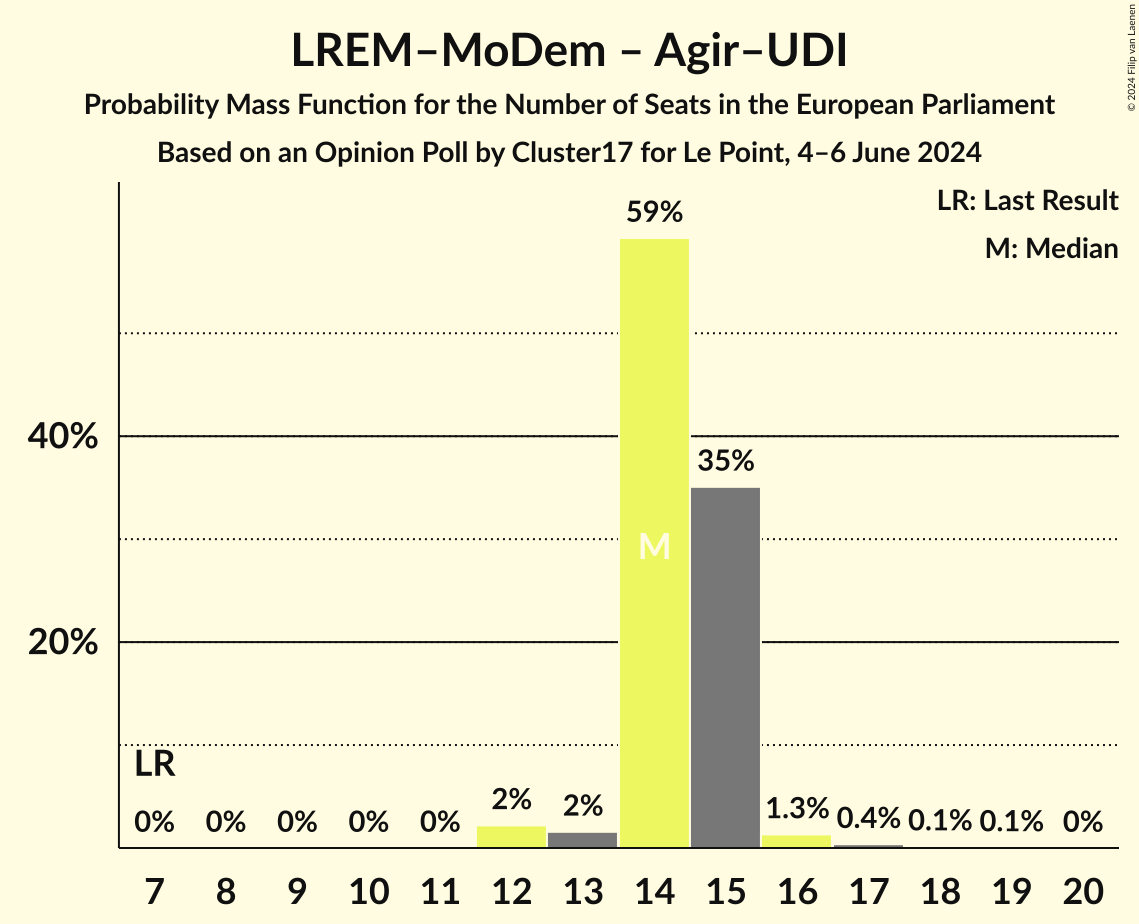 LREM–MoDem – Agir–UDI
Probability Mass Function for the Number of Seats in the European Parliament
Based on an Opinion Poll by Cluster17 for Le Point, 4–6 June 2024
© 2024 Filip van Laenen
LR: Last Result
M: Median
59%
40%
35%
M
20%
LR
0% 0% 0% 0% 0% 2% 2% 1.3% 0.4% 0.1% 0.1% 0%
7 8 9 10 11 12 13 14 15 16 17 18 19 20